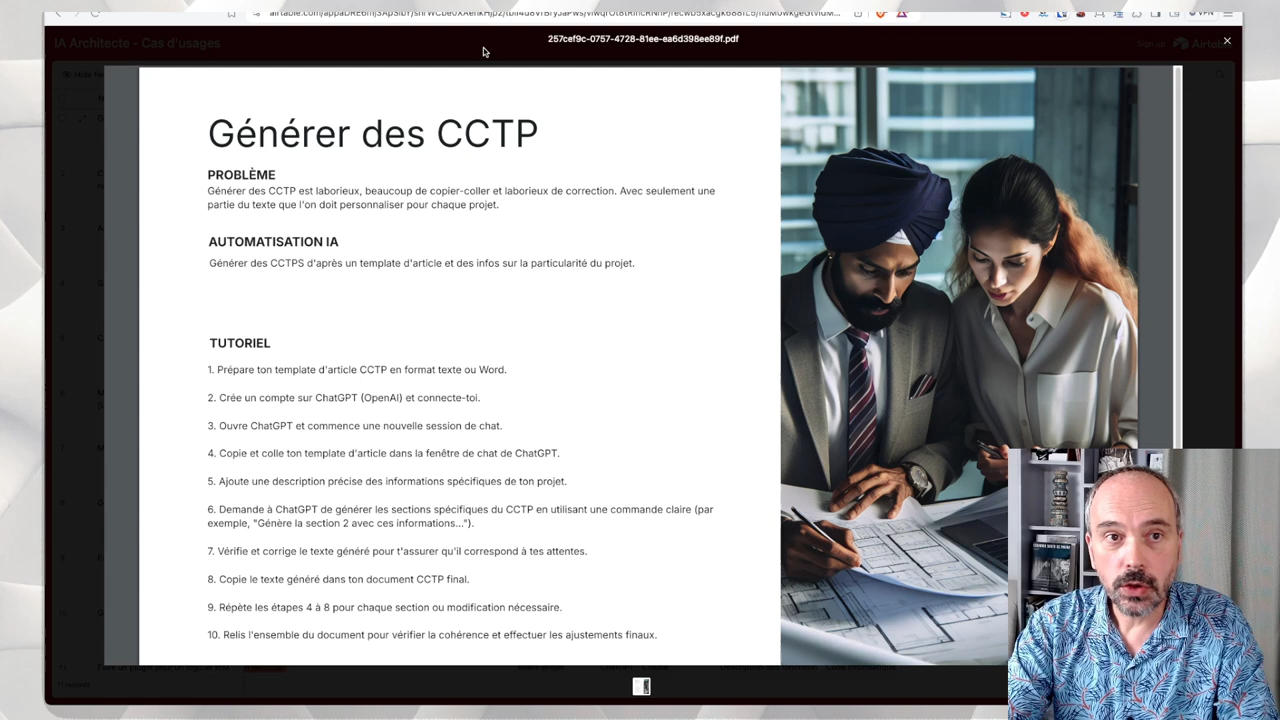 257cef9c-0757-4728-81ee-ea6d398ee89f.pdf
IA Architecte - Cas d'usages
Sign up
Airtable
Générer des CCTP
PROBLÈME
Générer des CCTP est laborieux, beaucoup de copier-coller et laborieux de correction. Avec seulement une
partie du texte que l'on doit personnaliser pour chaque projet.
AUTOMATISATION IA
Générer des CCTPS d'après un template d'article et des infos sur la particularité du projet.
TUTORIEL
1. Prépare ton template d'article CCTP en format texte ou Word.
2. Crée un compte sur ChatGPT (OpenAI) et connecte-toi.
3. Ouvre ChatGPT et commence une nouvelle session de chat.
4. Copie et colle ton template d'article dans la fenêtre de chat de ChatGPT.
5. Ajoute une description précise des informations spécifiques de ton projet.
6. Demande à ChatGPT de générer les sections spécifiques du CCTP en utilisant une commande claire (par
exemple, "Génère la section 2 avec ces informations...").
7. Vérifie et corrige le texte généré pour t'assurer qu'il correspond à tes attentes.
8. Copie le texte généré dans ton document CCTP final.
9. Répète les étapes 4 à 8 pour chaque section ou modification nécessaire.
10. Relis l'ensemble du document pour vérifier la cohérence et effectuer les ajustements finaux.
11 records